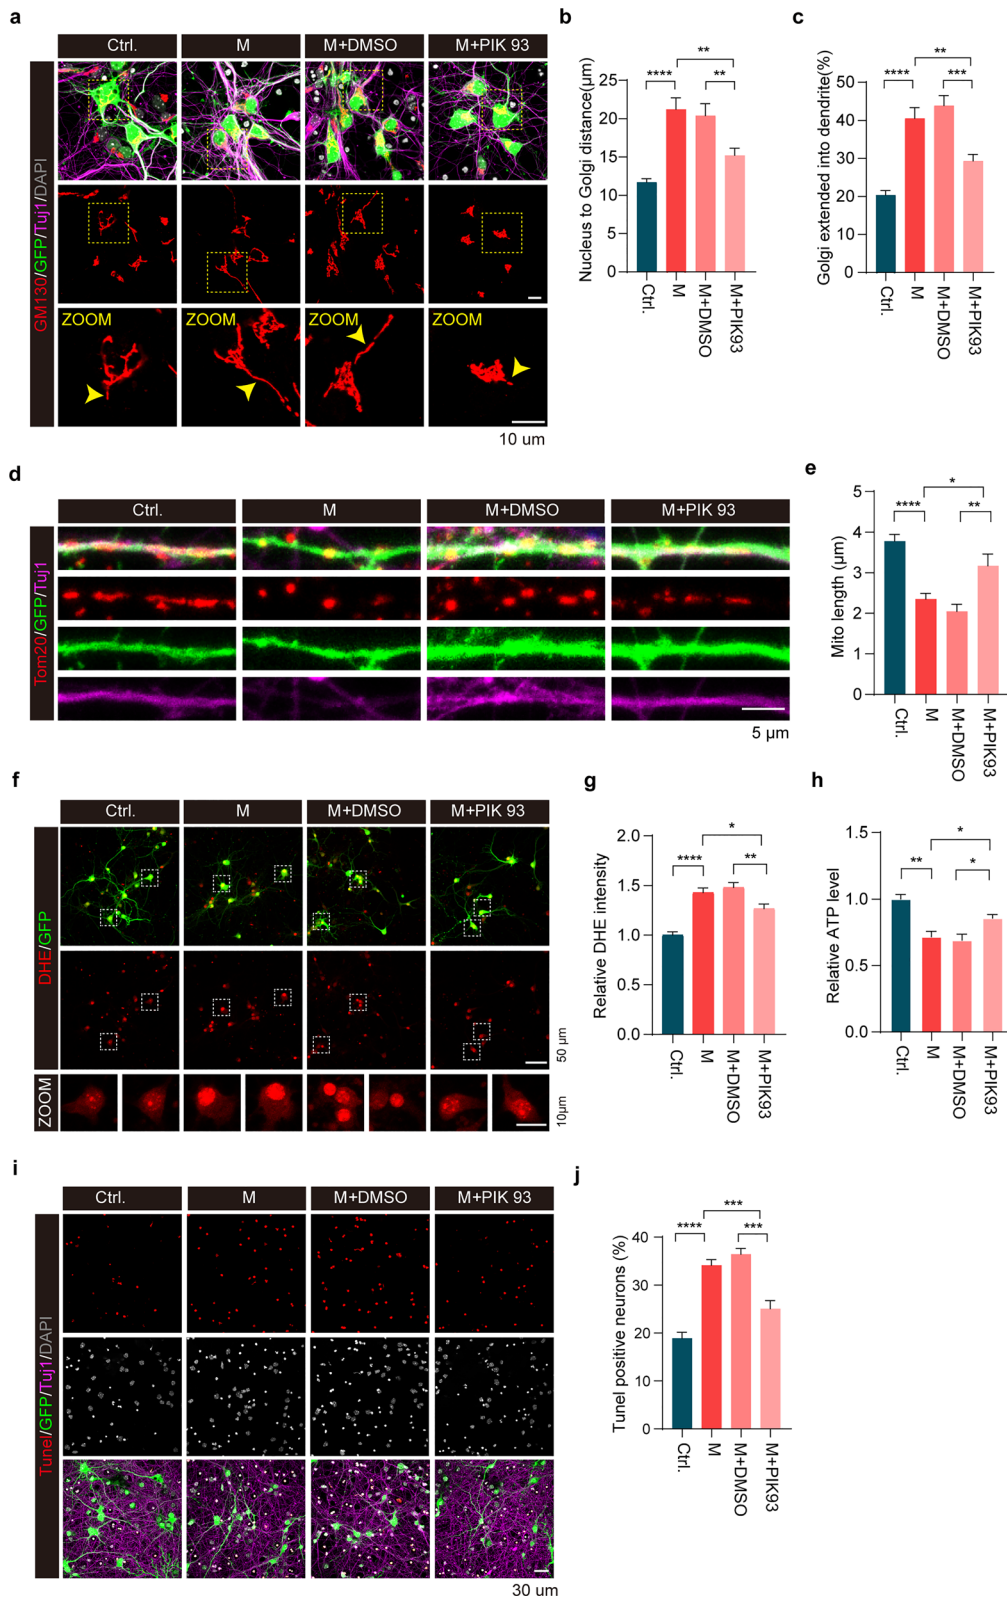 a
Ctrl.
M
M+DMSO
M+PIK 93
GM130/GFP/Tuj1/DAPI
ZOOM
ZOOM
ZOOM
ZOOM
10 um
b
Nucleus to Golgi distance(μm)
25
20
15
10
5
0
****
**
**
Ctrl.
M
M+DMSO
M+PIK93
c
Golgi extended into dendrite(%)
50
40
30
20
10
0
****
**
***
Ctrl.
M
M+DMSO
M+PIK93
d
Ctrl.
M
M+DMSO
M+PIK 93
Tom20/GFP/Tuj1
5 μm
e
Mito length (μm)
5
4
3
2
1
0
****
*
**
Ctrl.
M
M+DMSO
M+PIK93
f
Ctrl.
M
M+DMSO
M+PIK 93
DHE/GFP
50 μm
ZOOM
10μm
g
Relative DHE intensity
2.0
1.5
1.0
0.5
0.0
****
*
**
Ctrl.
M
M+DMSO
M+PIK93
h
Relative ATP level
1.5
1.0
0.5
0.0
**
*
*
Ctrl.
M
M+DMSO
M+PIK93
i
Ctrl.
M
M+DMSO
M+PIK 93
Tunel/GFP/Tuj1/DAPI
30 um
j
Tunel positive neurons (%)
40
30
20
10
0
****
***
***
Ctrl.
M
M+DMSO
M+PIK93